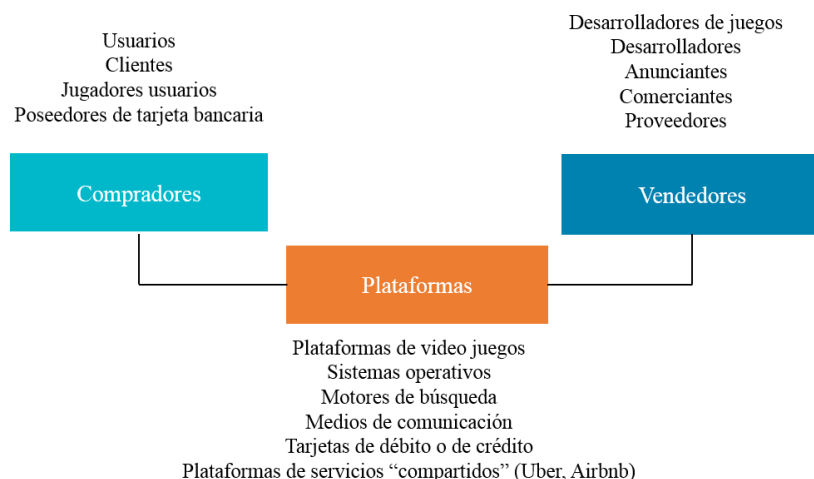 Usuarios
Clientes
Jugadores usuarios
Poseedores de tarjeta bancaria
Compradores
Desarrolladores de juegos
Desarrolladores
Anunciantes
Comerciantes
Proveedores
Vendedores
Plataformas
Plataformas de video juegos
Sistemas operativos
Motores de búsqueda
Medios de comunicación
Tarjetas de débito o de crédito
Plataformas de servicios “compartidos” (Uber, Airbnb)